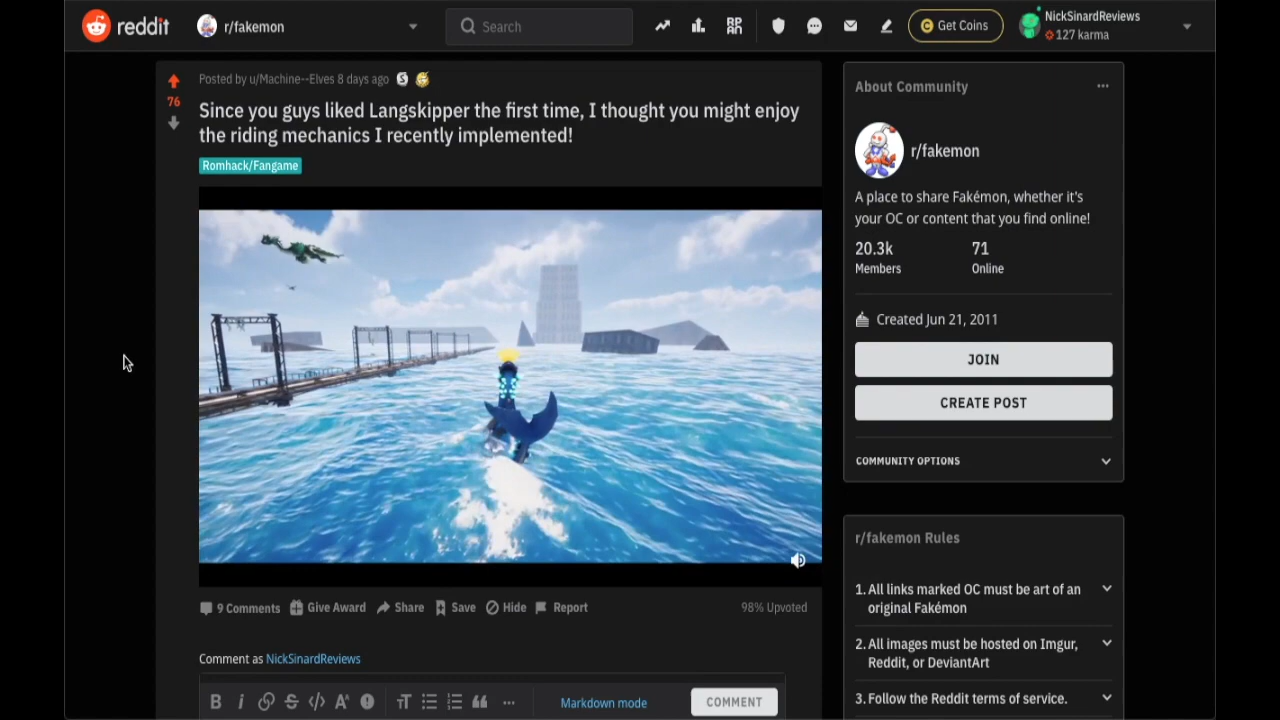 reddit
r/fakemon
Search
Get Coins
NickSinardReviews
127 karma
Posted by u/Machine--Elves 8 days ago
76
Since you guys liked Langskipper the first time, I thought you might enjoy
the riding mechanics I recently implemented!
Romhack/Fangame
9 Comments
Give Award
Share
Save
Hide
Report
98% Upvoted
Comment as NickSinardReviews
Markdown mode
COMMENT
About Community
r/fakemon
A place to share Fakémon, whether it's
your OC or content that you find online!
20.3k
71
Members
Online
Created Jun 21, 2011
JOIN
CREATE POST
COMMUNITY OPTIONS
r/fakemon Rules
1. All links marked OC must be art of an
original Fakémon
2. All images must be hosted on Imgur,
Reddit, or DeviantArt
3. Follow the Reddit terms of service.